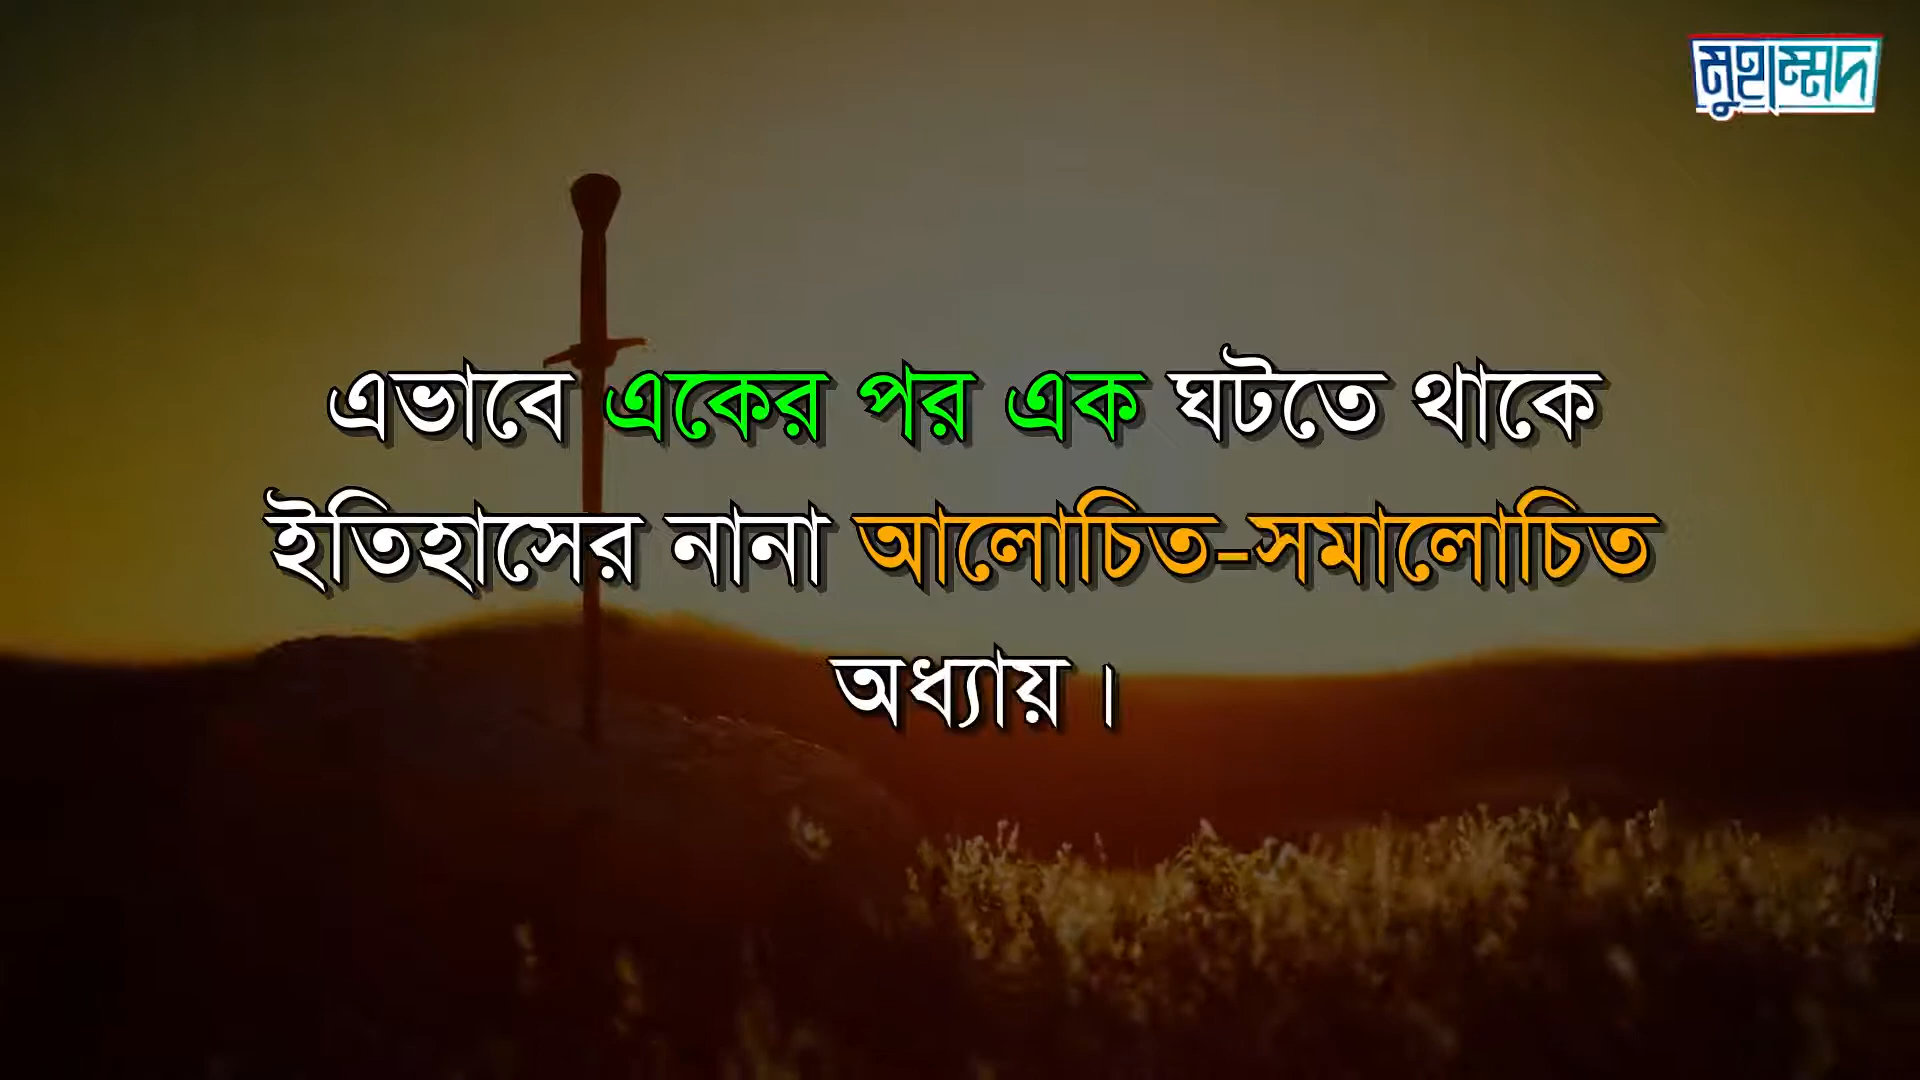 মুহাম্মদ
এভাবে একের পর এক ঘটতে থাকে
ইতিহাসের নানা আলোচিত-সমালোচিত
অধ্যায়।